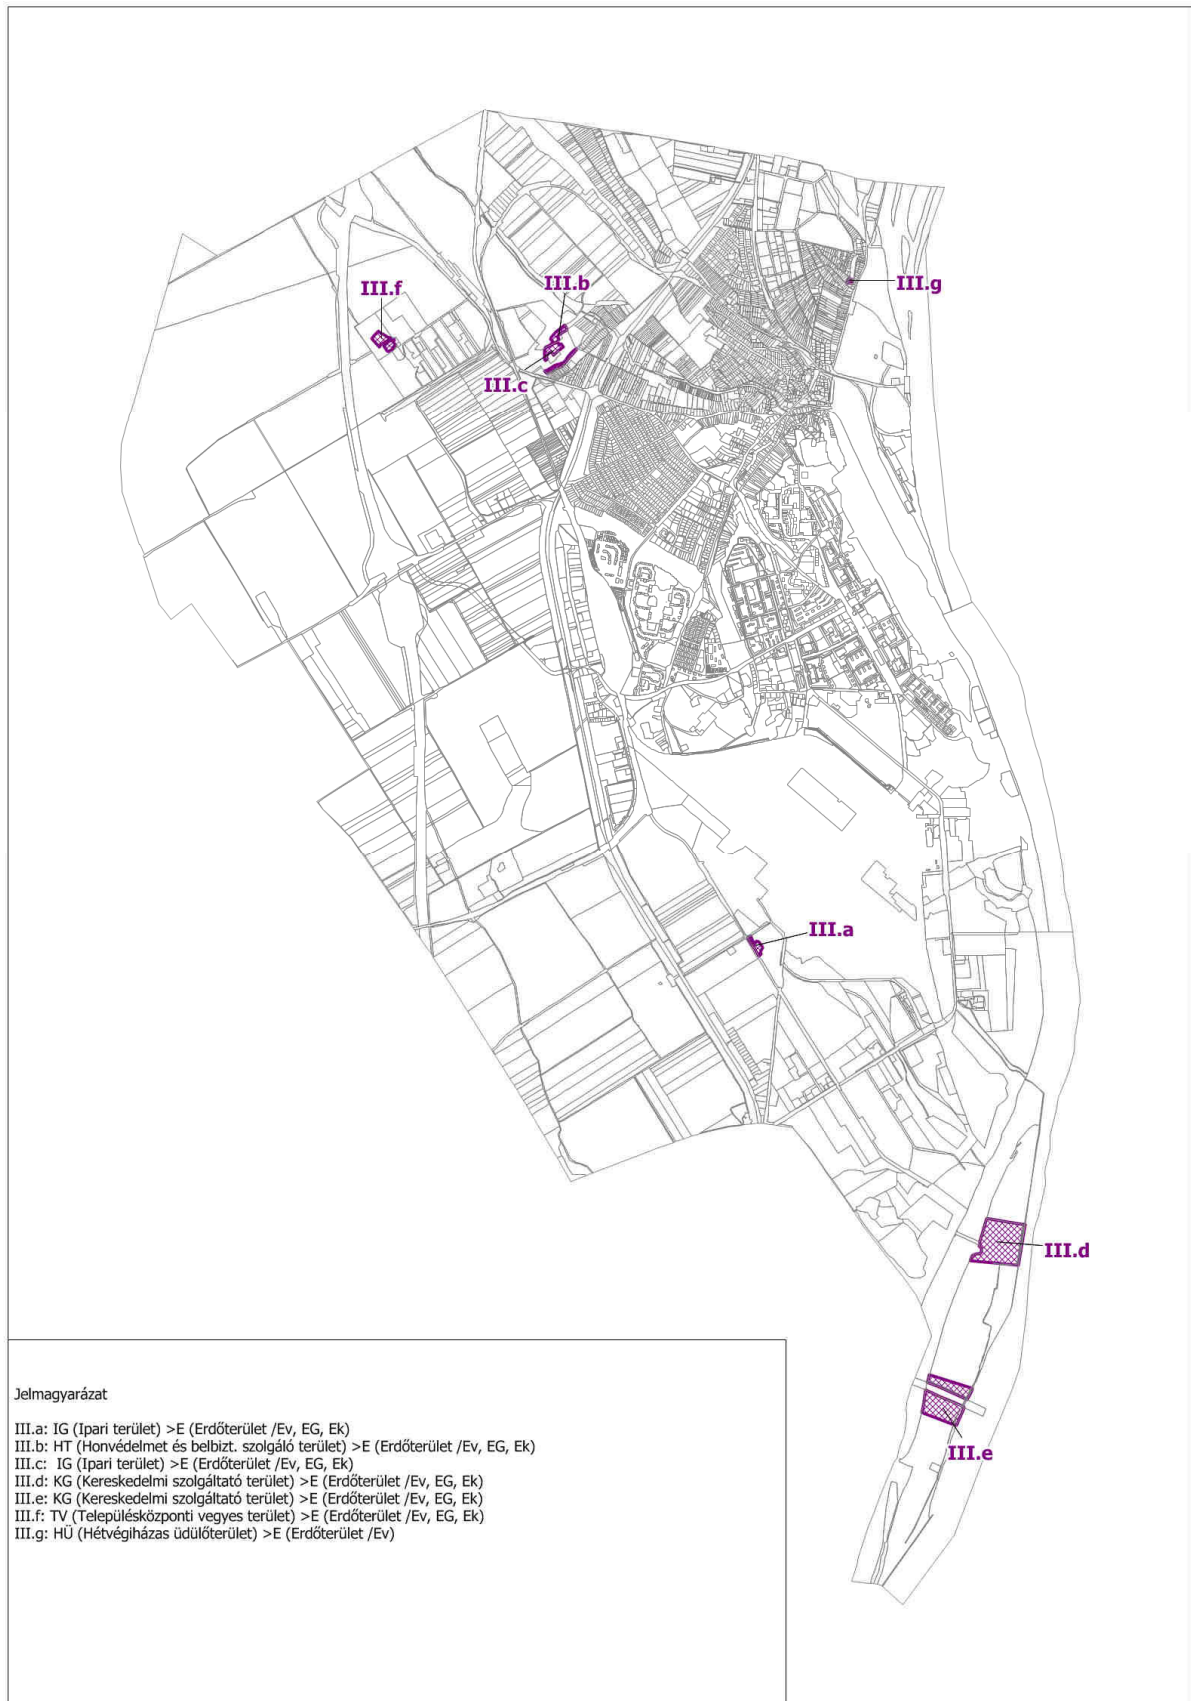 III.f
III.b
III.g
III.c
III.a
III.d
III.e
Jelmagyarázat
III.a: IG (Ipari terület) >E (Erdőterület /Ev, EG, Ek)
III.b: HT (Honvédelmet és belbizt. szolgáló terület) >E (Erdőterület /Ev, EG, Ek)
III.c: IG (Ipari terület) >E (Erdőterület /Ev, EG, Ek)
III.d: KG (Kereskedelmi szolgáltató terület) >E (Erdőterület /Ev, EG, Ek)
III.e: KG (Kereskedelmi szolgáltató terület) >E (Erdőterület /Ev, EG, Ek)
III.f: TV (Településközponti vegyes terület) >E (Erdőterület /Ev, EG, Ek)
III.g: HÜ (Hétvégiházas üdülőterület) >E (Erdőterület /Ev)